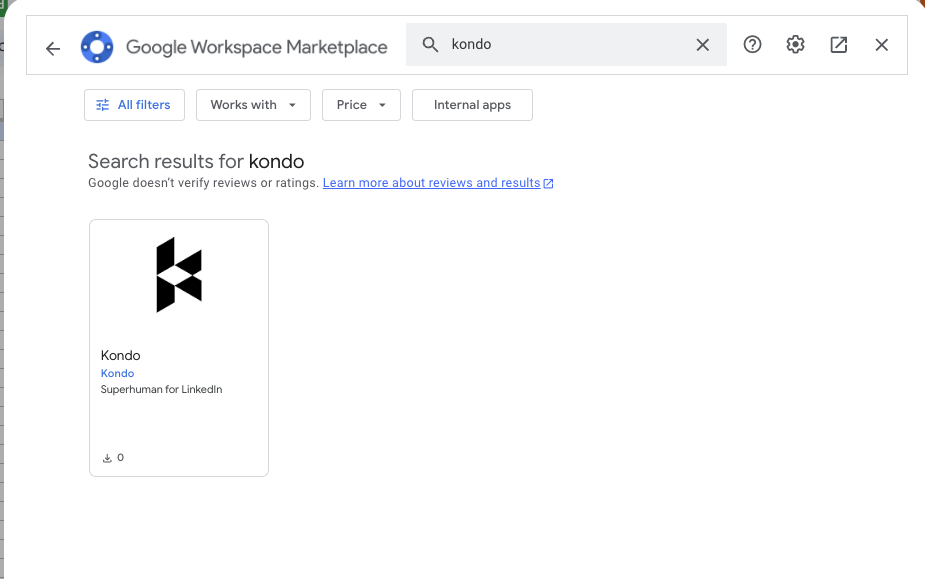 Google Workspace Marketplace
kondo
All filters
Works with
Price
Internal apps
Search results for kondo
Google doesn't verify reviews or ratings. Learn more about reviews and results
Kondo
Kondo
Superhuman for LinkedIn
0